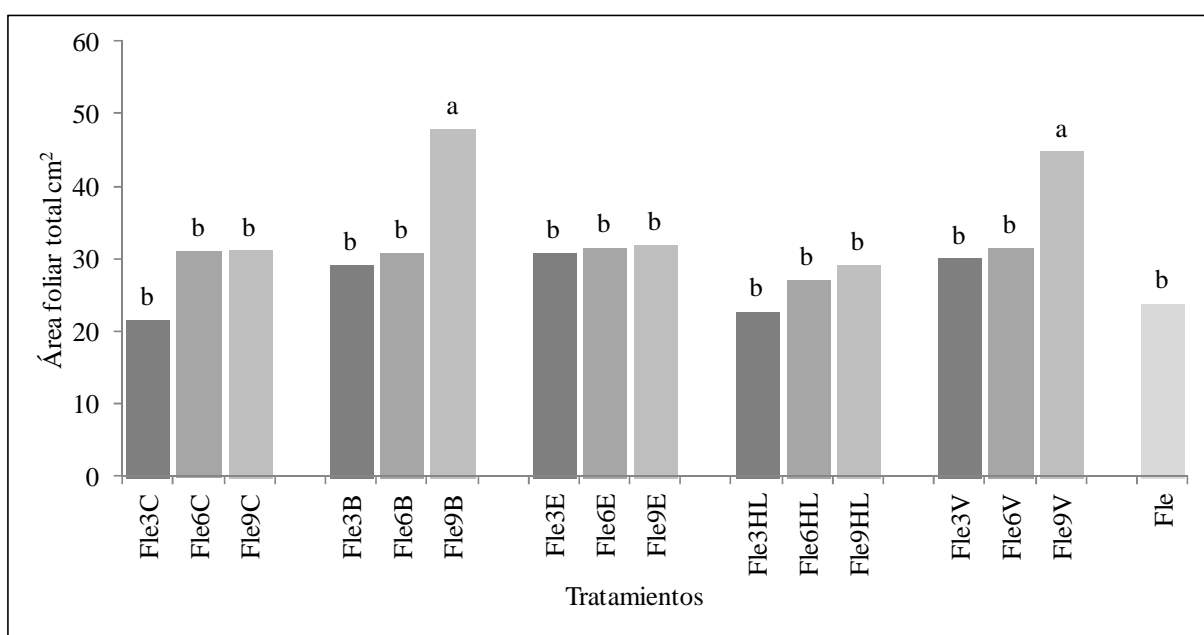 Área foliar total cm²
60
50
40
30
20
10
0
b
b
b
b
b
a
b
b
b
b
b
b
b
b
a
b
Fle3C
Fle6C
Fle9C
Fle3B
Fle6B
Fle9B
Fle3E
Fle6E
Fle9E
Fle3HL
Fle6HL
Fle9HL
Fle3V
Fle6V
Fle9V
Fle
Tratamientos